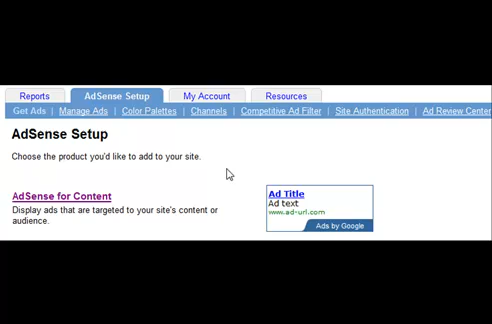 Reports AdSense Setup My Account Resources
Get Ads | Manage Ads | Color Palettes | Channels | Competitive Ad Filter | Site Authentication | Ad Review Center
AdSense Setup
Choose the product you'd like to add to your site.
AdSense for Content
Display ads that are targeted to your site's content or
audience.
Ad Title
Ad text
www.ad-url.com
Ads by Google